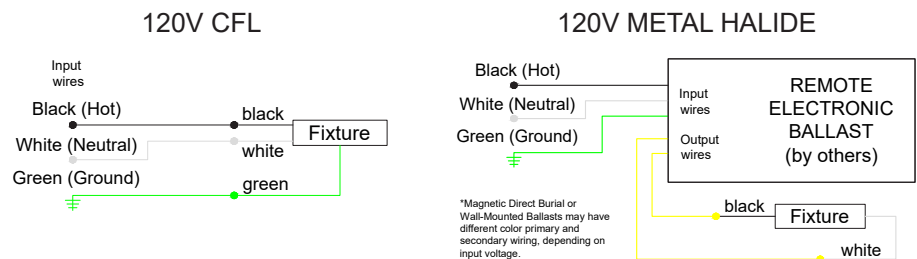 120V CFL
Input
wires
Black (Hot)
black
White (Neutral)
white
Fixture
Green (Ground)
green
120V METAL HALIDE
Black (Hot)
White (Neutral)
Green (Ground)
Input
wires
Output
wires
REMOTE
ELECTRONIC
BALLAST
(by others)
*Magnetic Direct Burial or
Wall-Mounted Ballasts may have
different color primary and
secondary wiring, depending on
input voltage.
black
Fixture
white